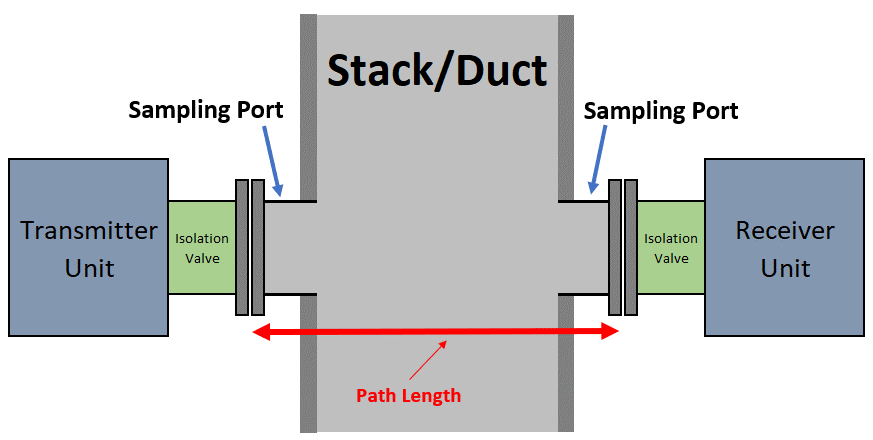 Stack/Duct
Sampling Port
Sampling Port
Transmitter
Unit
Isolation
Valve
Isolation
Valve
Receiver
Unit
Path Length